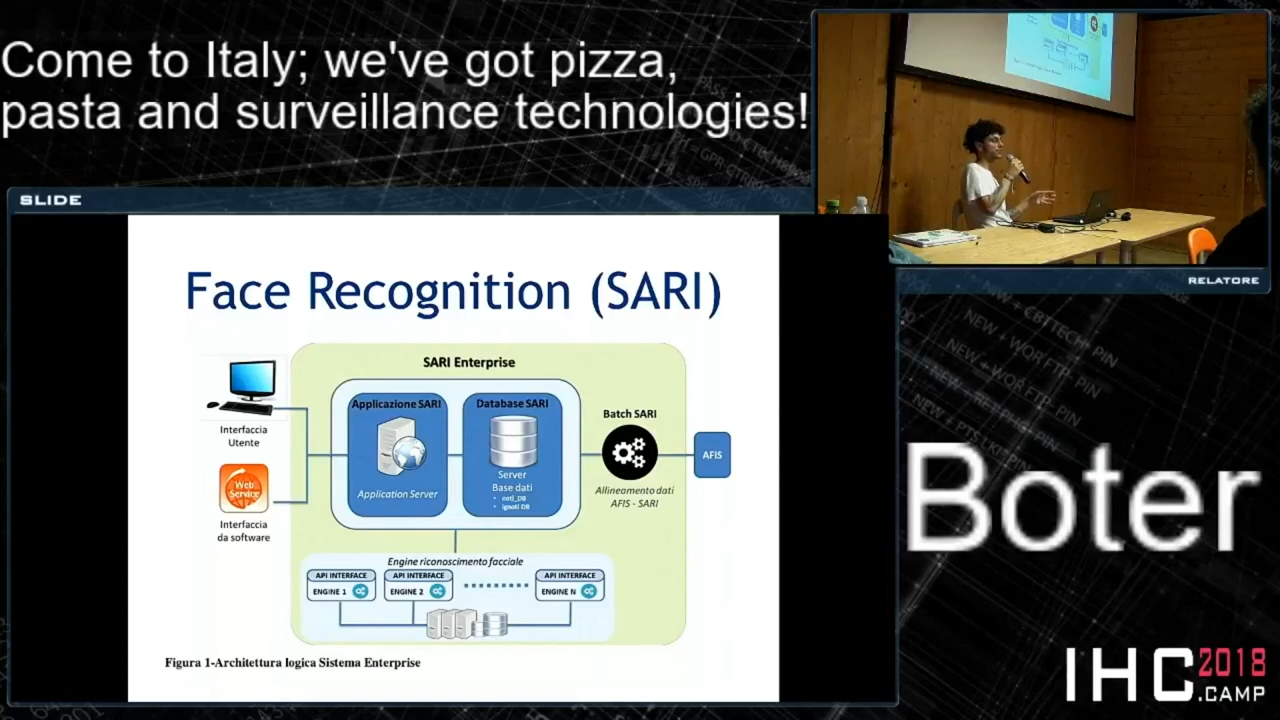 Come to Italy; we've got pizza,
pasta and surveillance technologies!
SLIDE
RELATORE
Face Recognition (SARI)
SARI Enterprise
Interfaccia
Utente
Web
Service
Interfaccia
da software
Applicazione SARI
Application Server
Database SARI
Server
Base dati
• noti_DB
• ignoti DB
Batch SARI
Allineamento dati
AFIS - SARI
AFIS
Engine riconoscimento facciale
API INTERFACE
ENGINE 1
API INTERFACE
ENGINE 2
API INTERFACE
ENGINE N
Figura 1-Architettura logica Sistema Enterprise
Boter
IHC 2018
.CAMP